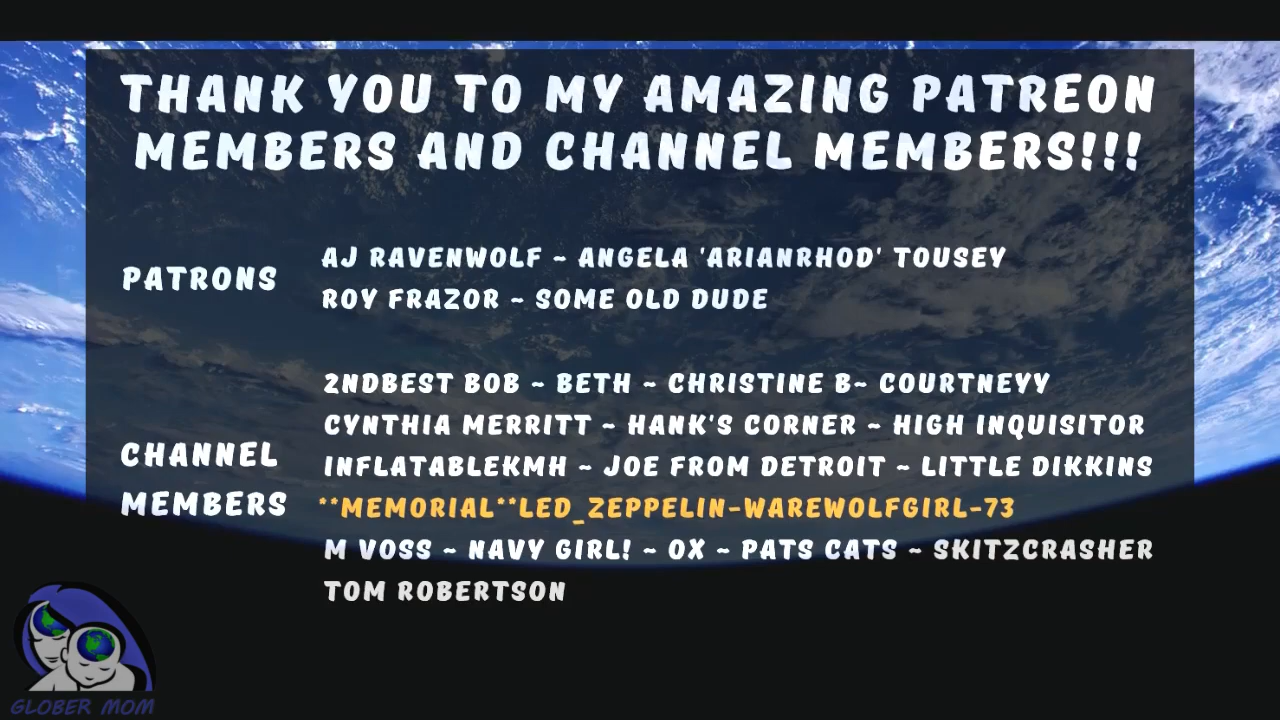 THANK YOU TO MY AMAZING PATREON
MEMBERS AND CHANNEL MEMBERS!!!
PATRONS
AJ RAVENWOLF ~ ANGELA 'ARIANRHOD' TOUSEY
ROY FRAZOR ~ SOME OLD DUDE
CHANNEL
MEMBERS
2NDBEST BOB ~ BETH ~ CHRISTINE B~ COURTNEYY
CYNTHIA MERRITT ~ HANK'S CORNER ~ HIGH INQUISITOR
INFLATABLEKMH ~ JOE FROM DETROIT ~ LITTLE DIKKINS
**MEMORIAL**LED_ZEPPELIN-WAREWOLFGIRL-73
M VOSS ~ NAVY GIRL! ~ OX ~ PATS CATS ~ SKITZCRASHER
TOM ROBERTSON
GLOBER MOM